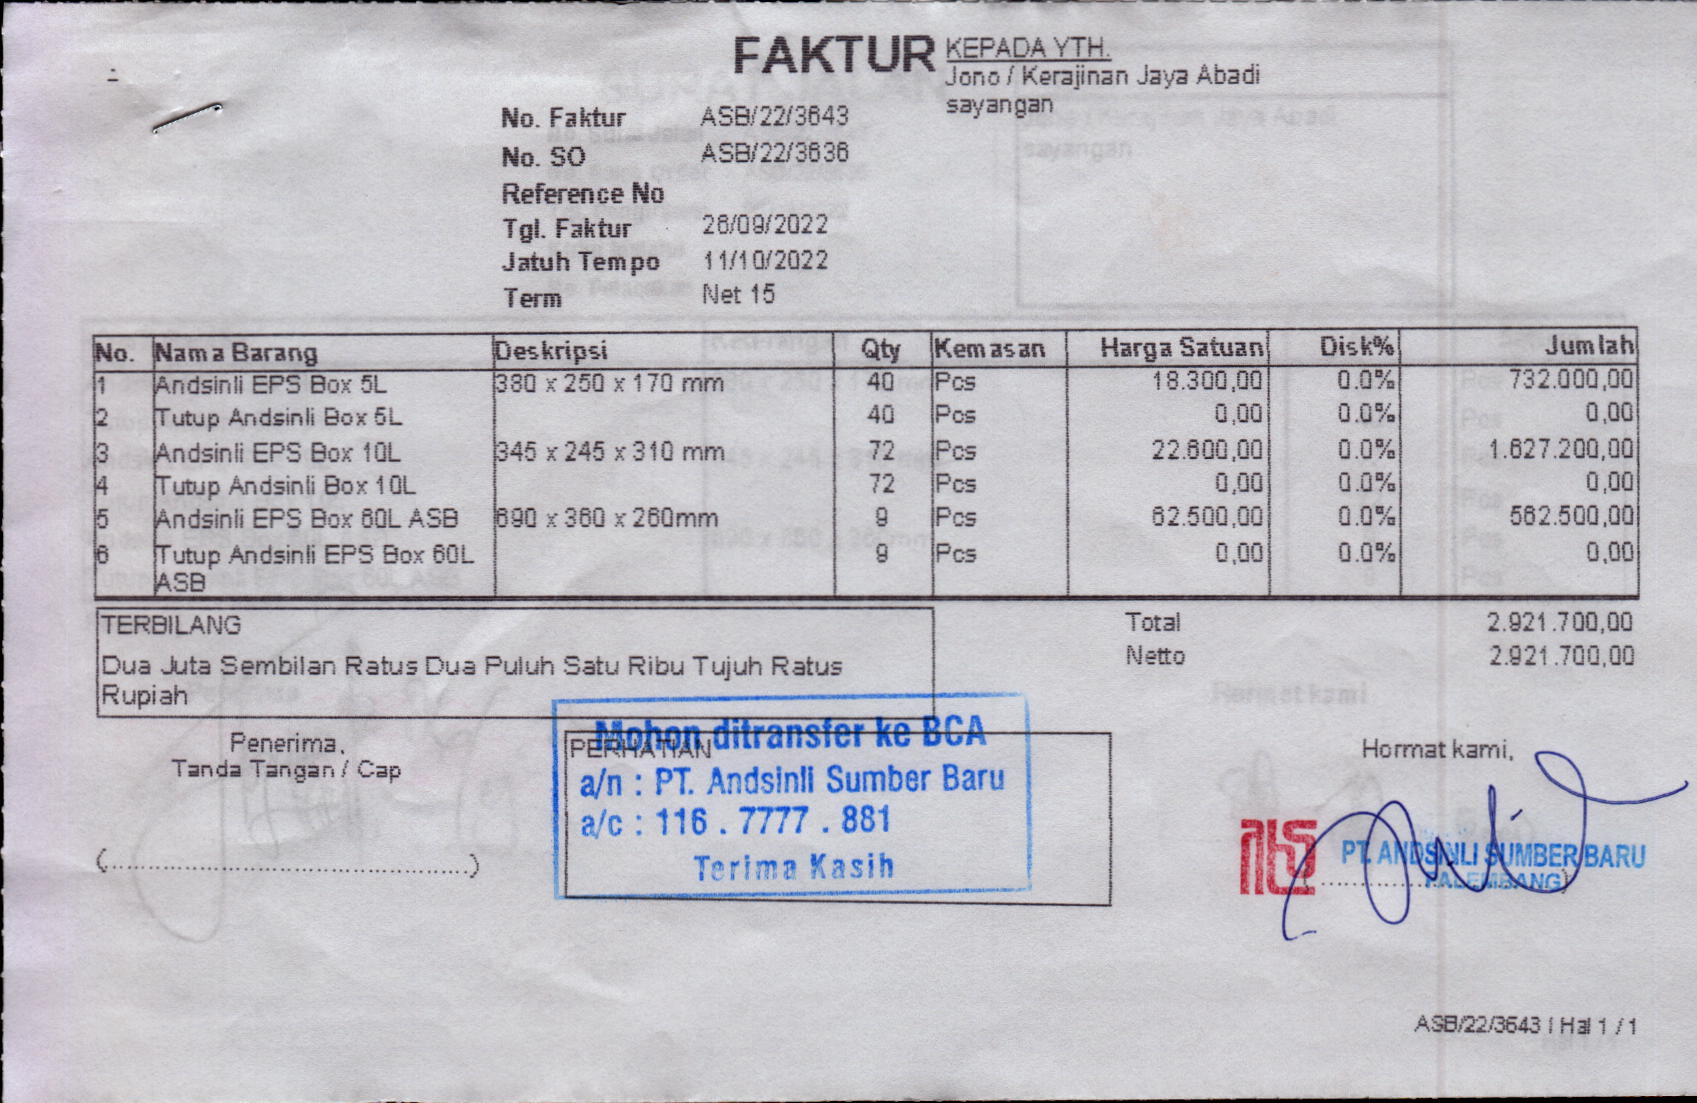 FAKTUR
KEPADA YTH.
Jono / Kerajinan Jaya Abadi
sayangan
No. Faktur ASB/22/3643
No. SO ASB/22/3636
Reference No
Tgl. Faktur 26/09/2022
Jatuh Tempo 11/10/2022
Term Net 15
No. Nama Barang Deskripsi Qty Kemasan Harga Satuan Disk% Jumlah
1 Andsinli EPS Box 5L 380 x 250 x 170 mm 40 Pcs 18.300,00 0.0% 732.000,00
2 Tutup Andsinli Box 5L 40 Pcs 0,00 0.0% 0,00
3 Andsinli EPS Box 10L 345 x 245 x 310 mm 72 Pcs 22.600,00 0.0% 1.627.200,00
4 Tutup Andsinli Box 10L 72 Pcs 0,00 0.0% 0,00
5 Andsinli EPS Box 60L ASB 690 x 360 x 260mm 9 Pcs 62.500,00 0.0% 562.500,00
6 Tutup Andsinli EPS Box 60L 9 Pcs 0,00 0.0% 0,00
ASB
TERBILANG
Dua Juta Sembilan Ratus Dua Puluh Satu Ribu Tujuh Ratus
Rupiah
Total 2.921.700,00
Netto 2.921.700,00
Penerima,
Tanda Tangan / Cap
(...........................................)
PERHATIAN
Mohon ditransfer ke BCA
a/n : PT. Andsinli Sumber Baru
a/c : 116 . 7777 . 881
Terima Kasih
Hormat kami,
PT. ANDSINLI SUMBER BARU
PALEMBANG
ASB/22/3643 | Hal 1 / 1